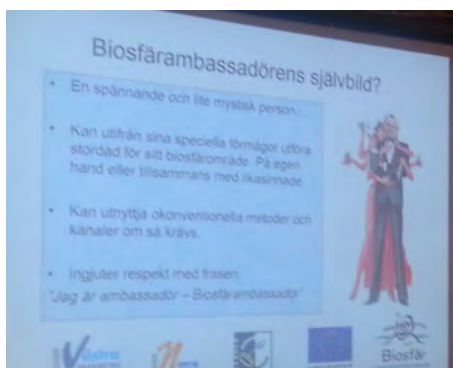 Biosfärambassadörens självbild?
• En spännande och lite mystisk person.
• Kan utifrån sina speciella förmågor utföra
stordåd för sitt biosfärområde. På egen
hand eller tillsammans med likasinnade.
• Kan utnyttja okonventionella metoder och
kanaler om så krävs.
• Ingjuter respekt med frasen:
"Jag är ambassadör – Biosfärambassadör"
Biosfär